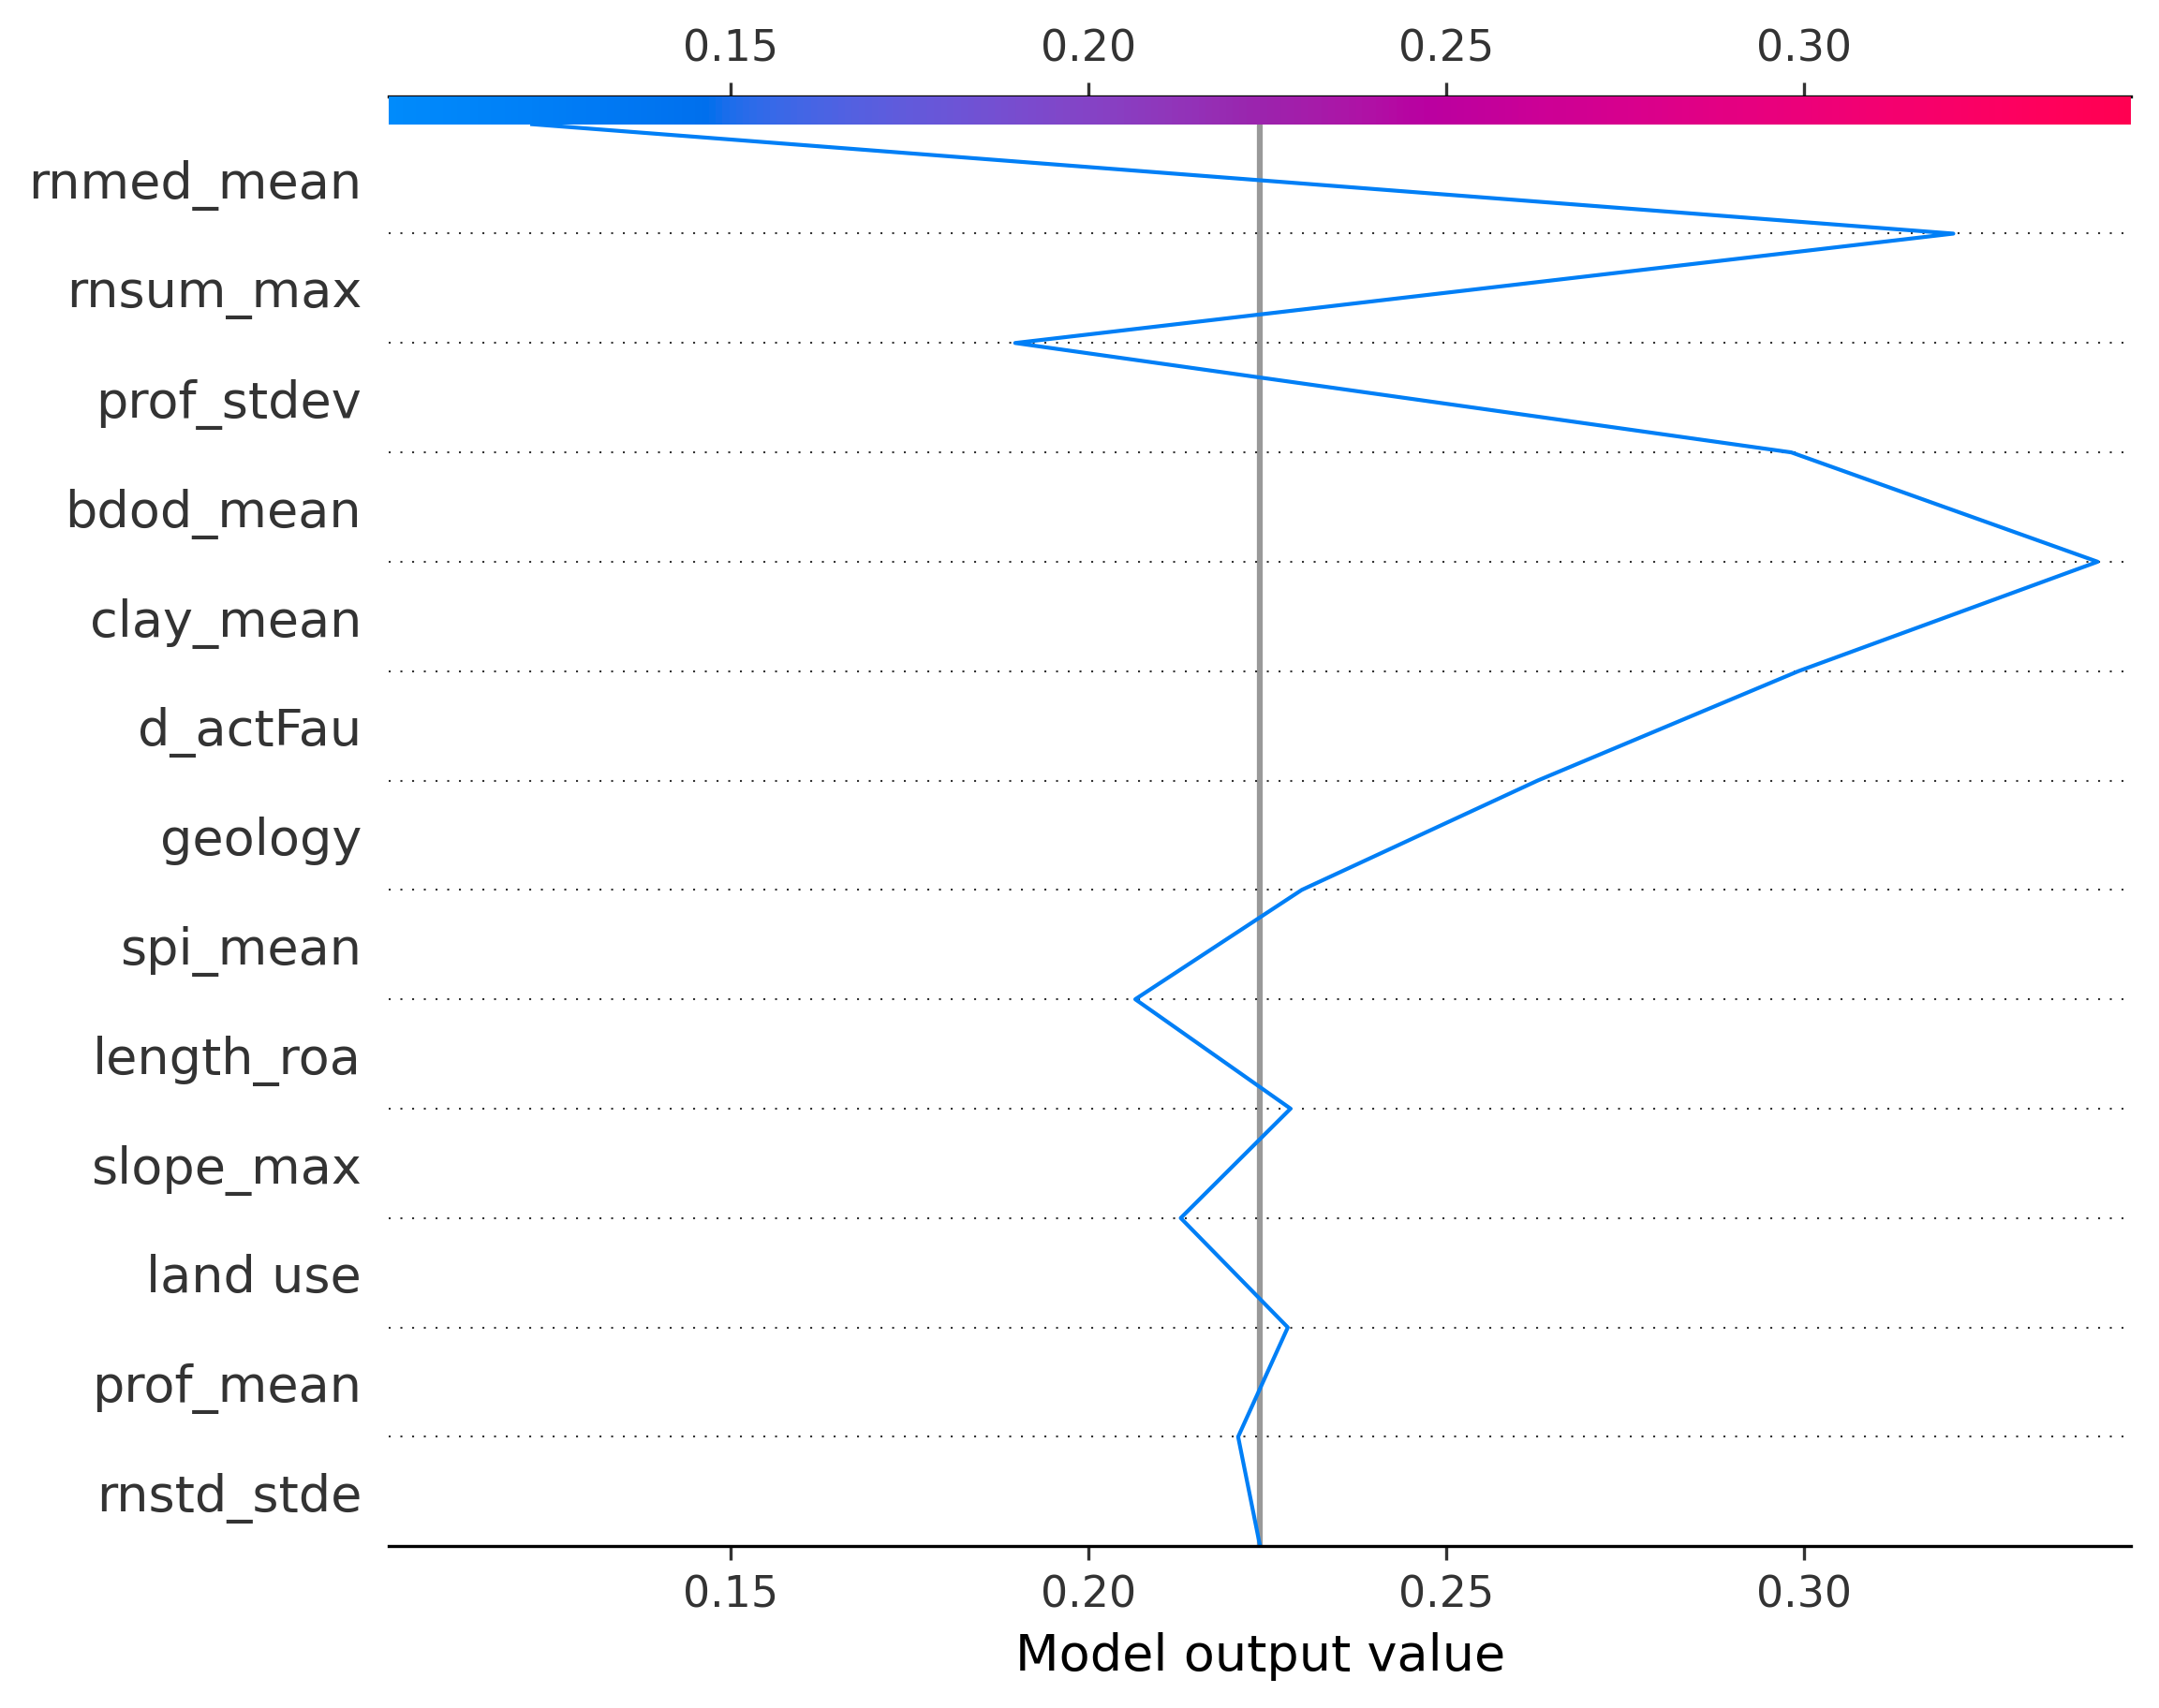 0.15 0.20 0.25 0.30
rnmed_mean
rnsum_max
prof_stdev
bdod_mean
clay_mean
d_actFau
geology
spi_mean
length_roa
slope_max
land use
prof_mean
rnstd_stde
0.15 0.20 0.25 0.30
Model output value